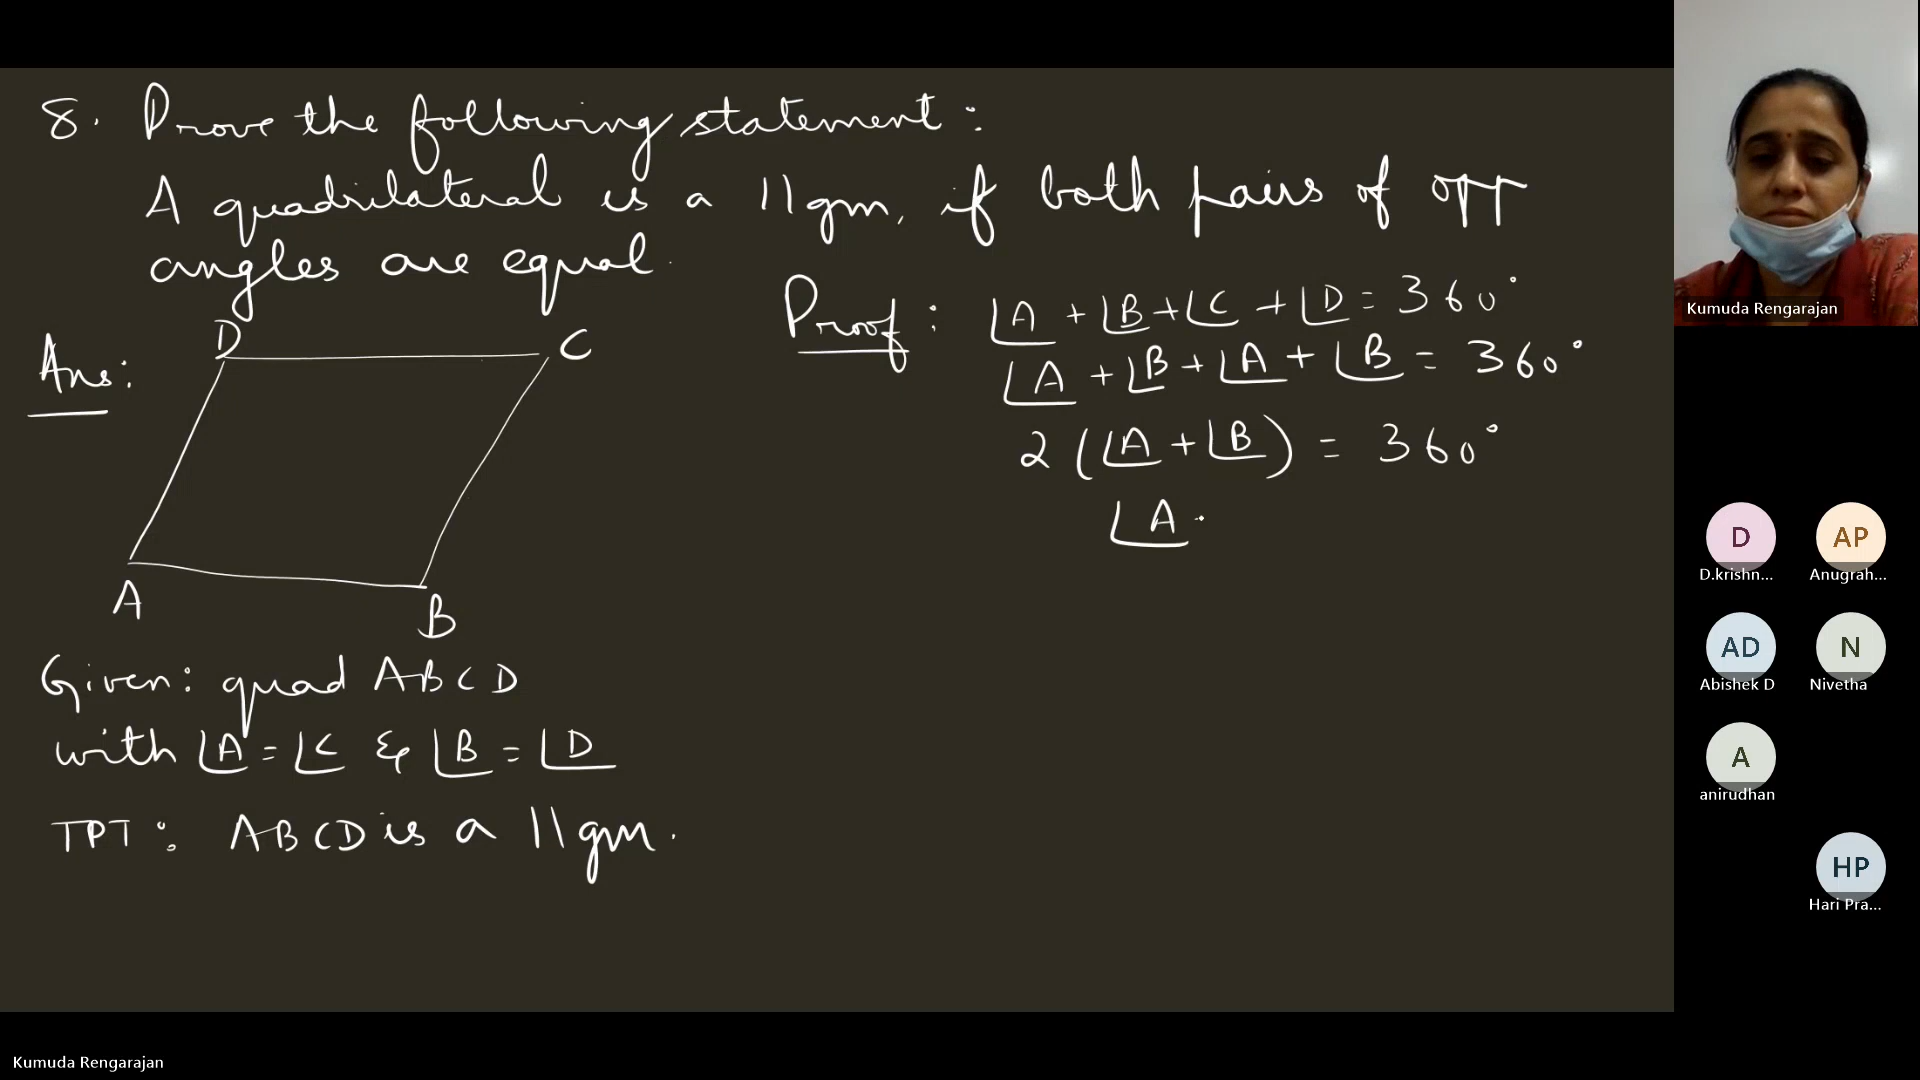 8. Prove the following statement:
A quadrilateral is a ||gm, if both pairs of opp
angles are equal.
Ans:
D
C
A
B
Given: quad ABCD
with ∠A = ∠C & ∠B = ∠D
TPT: ABCD is a ||gm.
Proof: ∠A + ∠B + ∠C + ∠D = 360°
∠A + ∠B + ∠A + ∠B = 360°
2 (∠A + ∠B) = 360°
∠A
Kumuda Rengarajan
D
D.krishn...
AP
Anugrah...
AD
Abishek D
N
Nivetha
A
anirudhan
HP
Hari Pra...
Kumuda Rengarajan